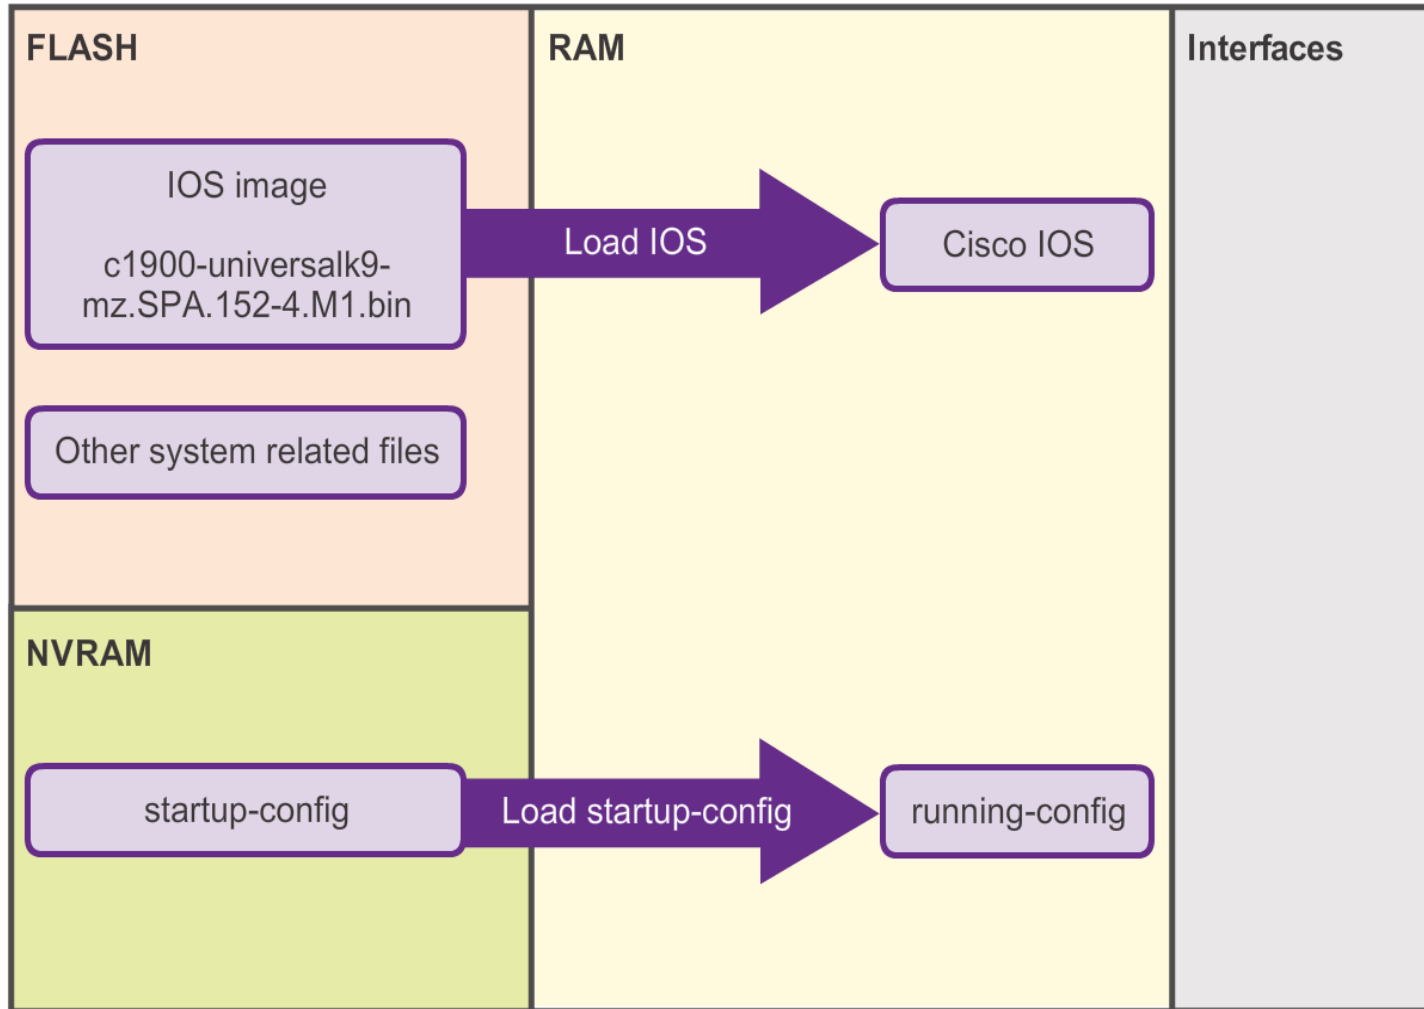 FLASH
RAM
Interfaces
IOS image
c1900-universalk9-
mz.SPA.152-4.M1.bin
Load IOS
Cisco IOS
Other system related files
NVRAM
startup-config
Load startup-config
running-config